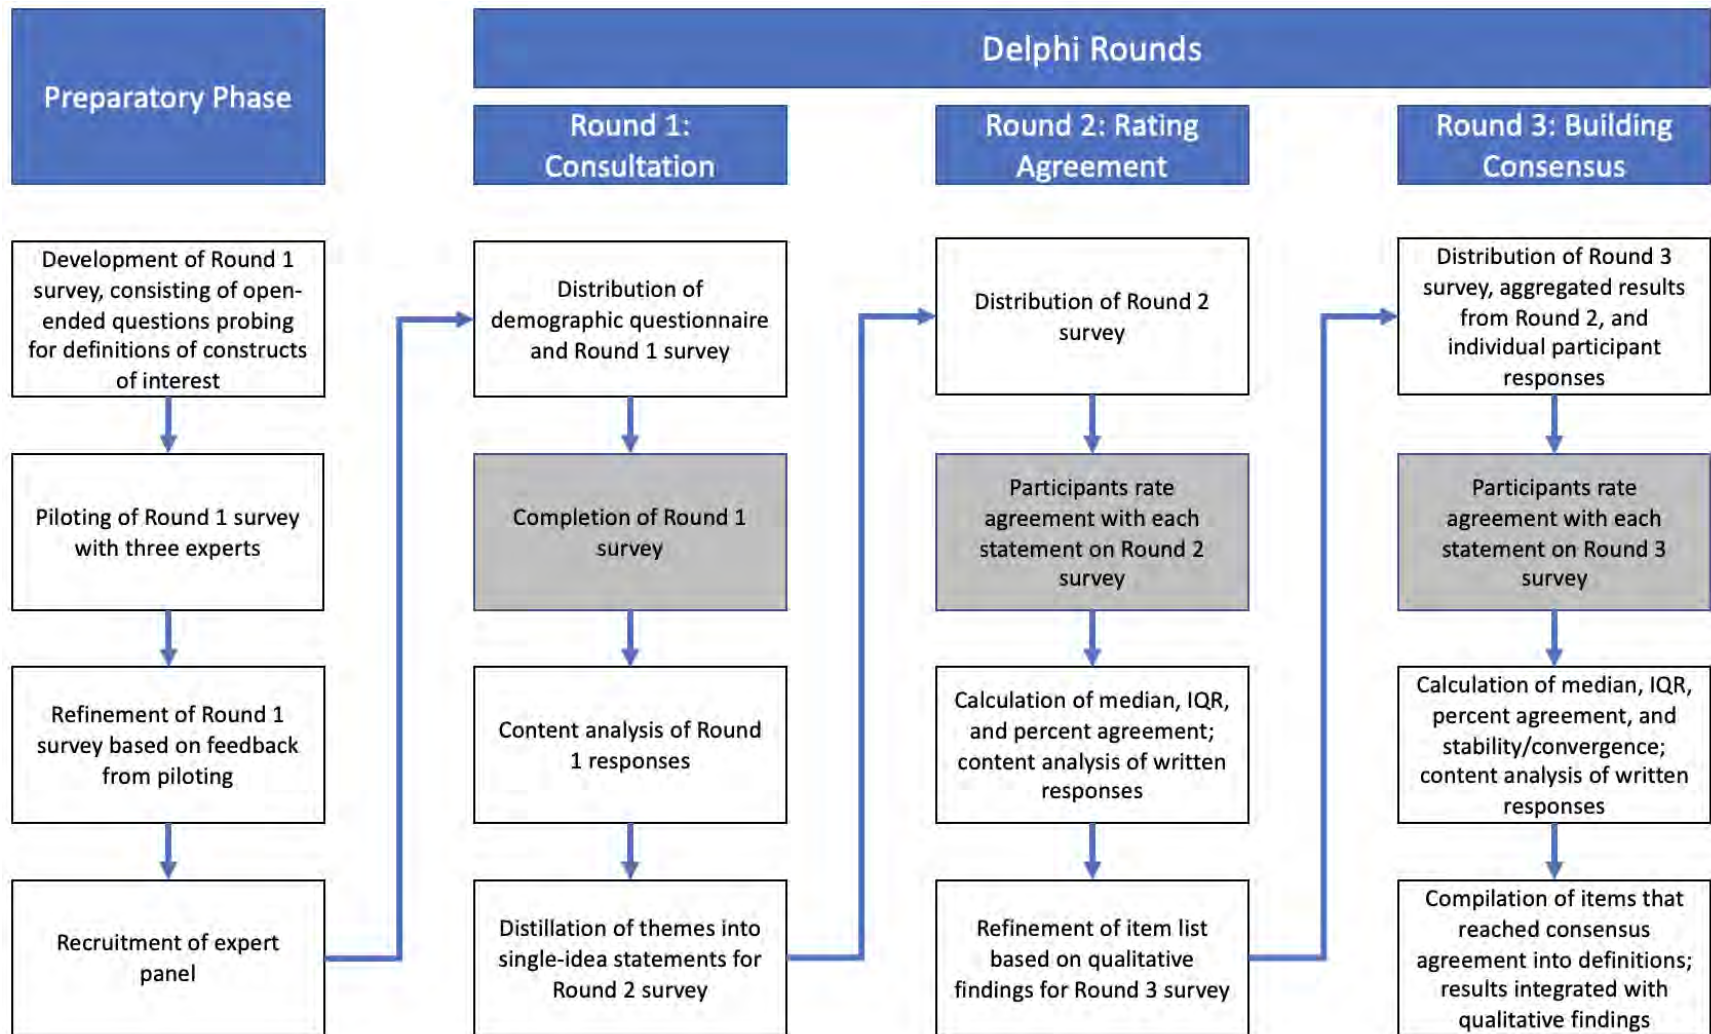 Preparatory Phase
Delphi Rounds
Round 1:
Consultation
Round 2: Rating
Agreement
Round 3: Building
Consensus
Development of Round 1
survey, consisting of open-
ended questions probing
for definitions of constructs
of interest
Piloting of Round 1 survey
with three experts
Refinement of Round 1
survey based on feedback
from piloting
Recruitment of expert
panel
Distribution of
demographic questionnaire
and Round 1 survey
Completion of Round 1
survey
Content analysis of Round
1 responses
Distillation of themes into
single-idea statements for
Round 2 survey
Distribution of Round 2
survey
Participants rate
agreement with each
statement on Round 2
survey
Calculation of median, IQR,
and percent agreement;
content analysis of written
responses
Refinement of item list
based on qualitative
findings for Round 3 survey
Distribution of Round 3
survey, aggregated results
from Round 2, and
individual participant
responses
Participants rate
agreement with each
statement on Round 3
survey
Calculation of median, IQR,
percent agreement, and
stability/convergence;
content analysis of written
responses
Compilation of items that
reached consensus
agreement into definitions;
results integrated with
qualitative findings